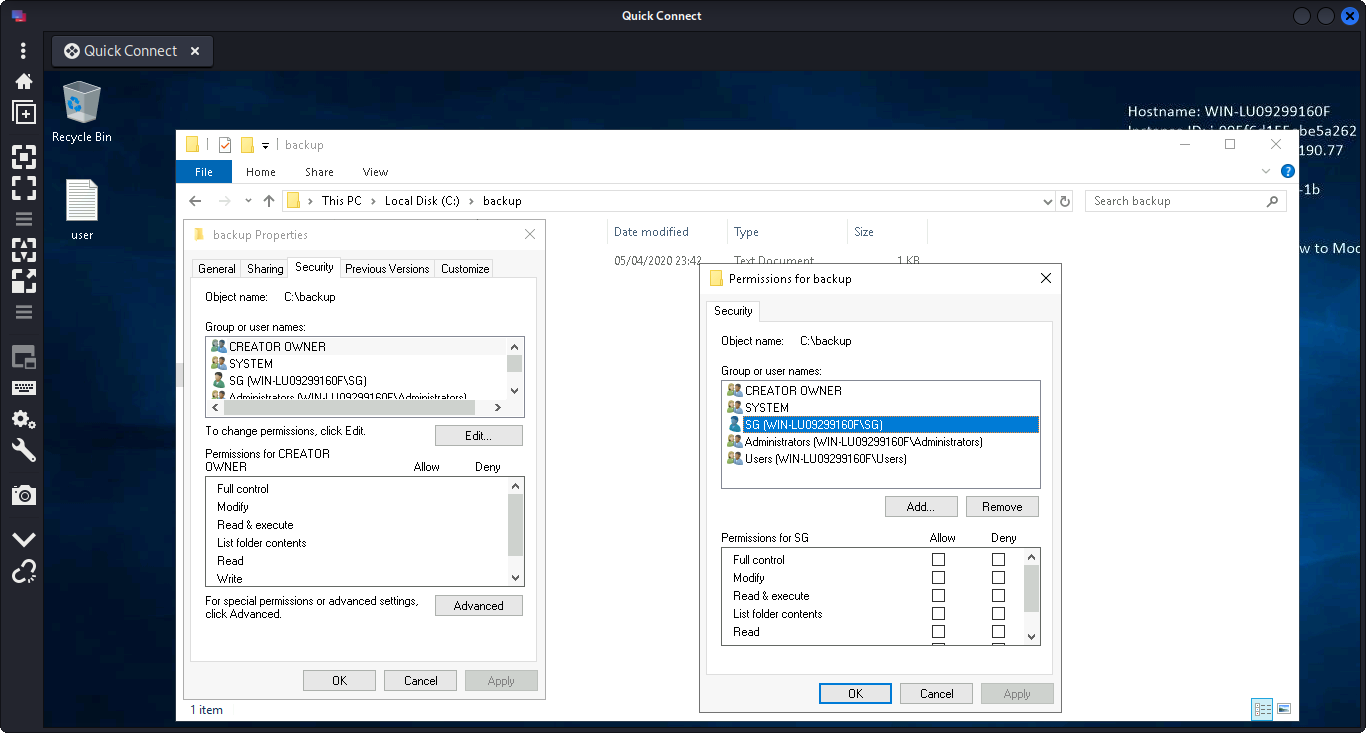 Quick Connect
Quick Connect
Recycle Bin
user
Hostname: WIN-LU09299160F
190.77
-1b
backup
File Home Share View
This PC Local Disk (C:) backup
Search backup
Date modified Type Size
05/04/2020 23:42 Text Document 1 KB
backup Properties
General Sharing Security Previous Versions Customize
Object name: C:\backup
Group or user names:
CREATOR OWNER
SYSTEM
SG (WIN-LU09299160F\SG)
Administrators (WIN-LU09299160F\Administrators)
To change permissions, click Edit.
Edit...
Permissions for CREATOR
OWNER
Allow Deny
Full control
Modify
Read & execute
List folder contents
Read
Write
For special permissions or advanced settings,
click Advanced.
Advanced
OK Cancel Apply
1 item
Permissions for backup
Security
Object name: C:\backup
Group or user names:
CREATOR OWNER
SYSTEM
SG (WIN-LU09299160F\SG)
Administrators (WIN-LU09299160F\Administrators)
Users (WIN-LU09299160F\Users)
Add... Remove
Permissions for SG Allow Deny
Full control
Modify
Read & execute
List folder contents
Read
OK Cancel Apply